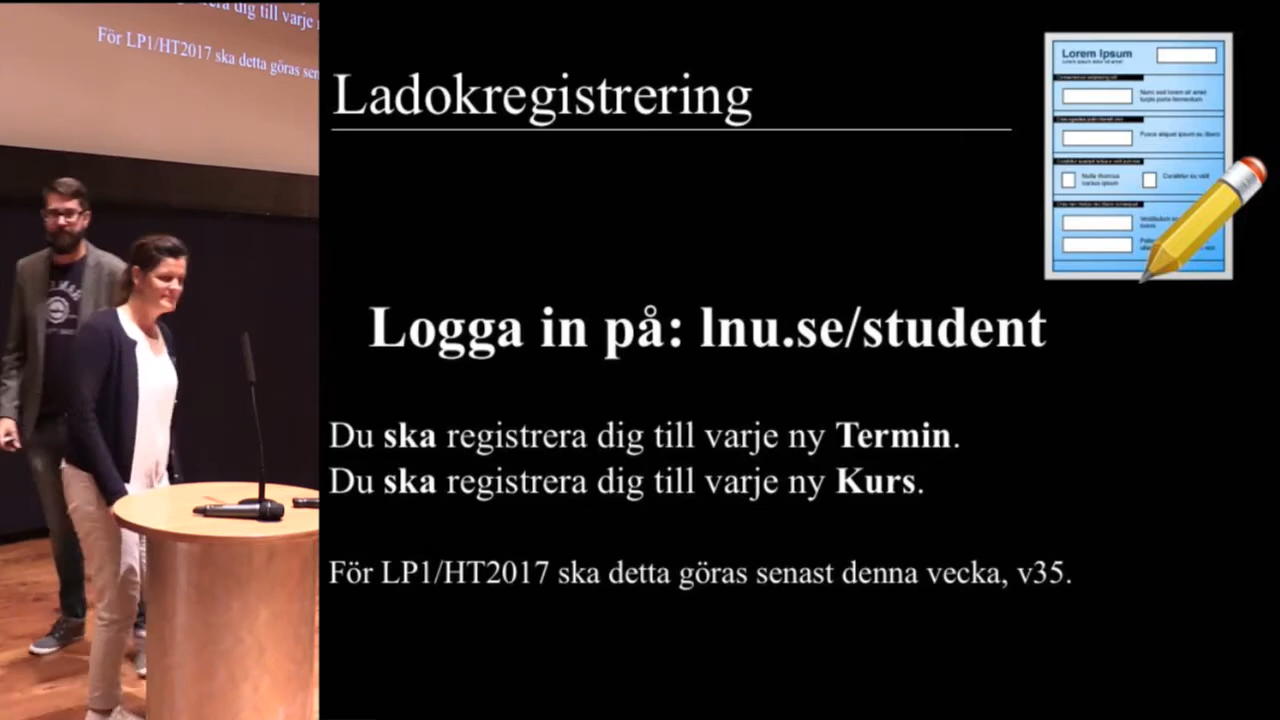 era dig till varje
För LP1/HT2017 ska detta göras sen
Ladokregistrering
Lorem Ipsum
Logga in på: lnu.se/student
Du ska registrera dig till varje ny Termin.
Du ska registrera dig till varje ny Kurs.
För LP1/HT2017 ska detta göras senast denna vecka, v35.